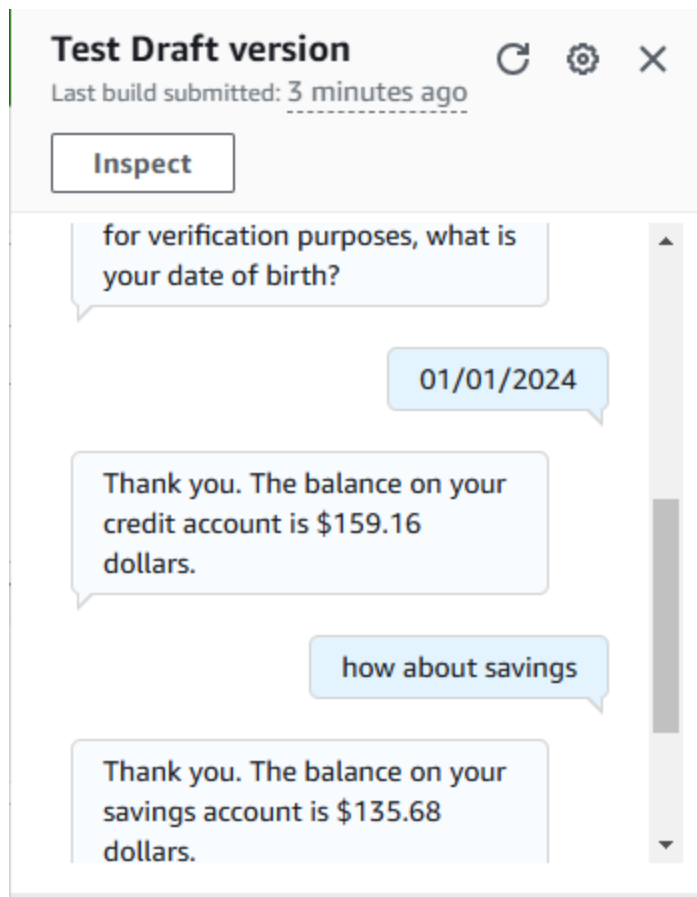 Test Draft version
Last build submitted: 3 minutes ago
Inspect
for verification purposes, what is
your date of birth?
01/01/2024
Thank you. The balance on your
credit account is $159.16
dollars.
how about savings
Thank you. The balance on your
savings account is $135.68
dollars.